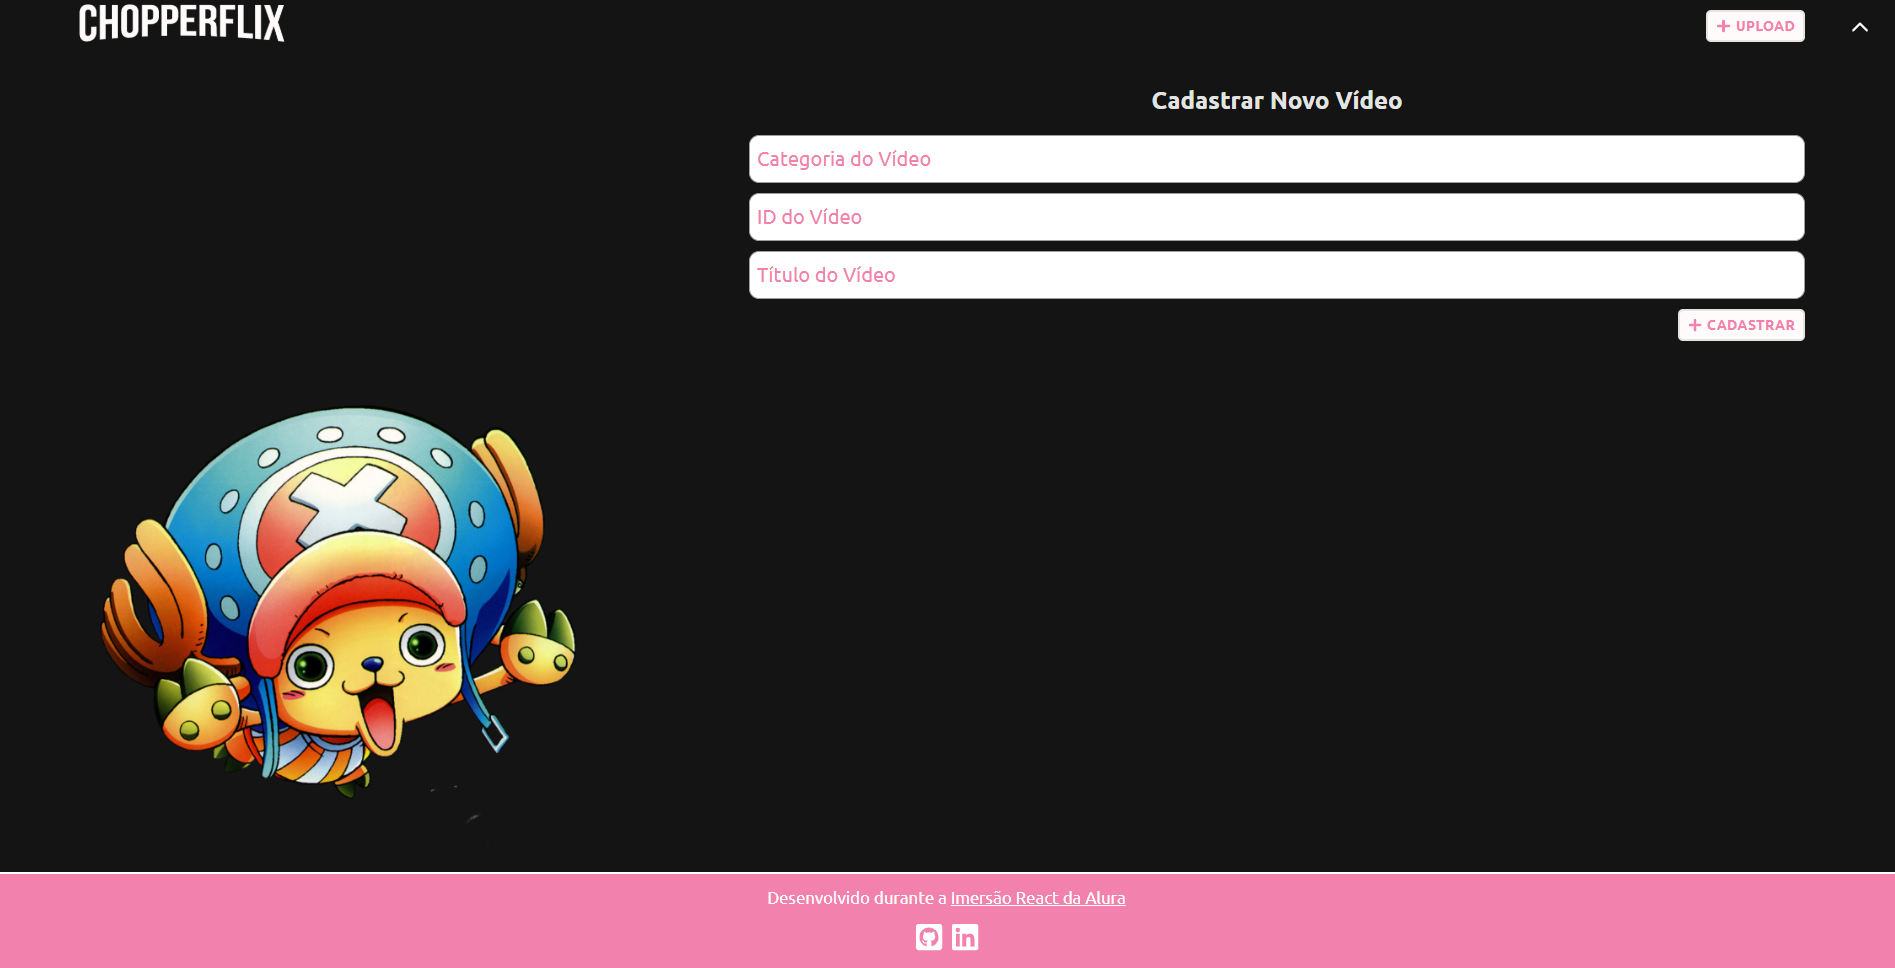 CHOPPERFLIX
UPLOAD
Cadastrar Novo Vídeo
Categoria do Vídeo
ID do Vídeo
Título do Vídeo
CADASTRAR
Desenvolvido durante a Imersão React da Alura